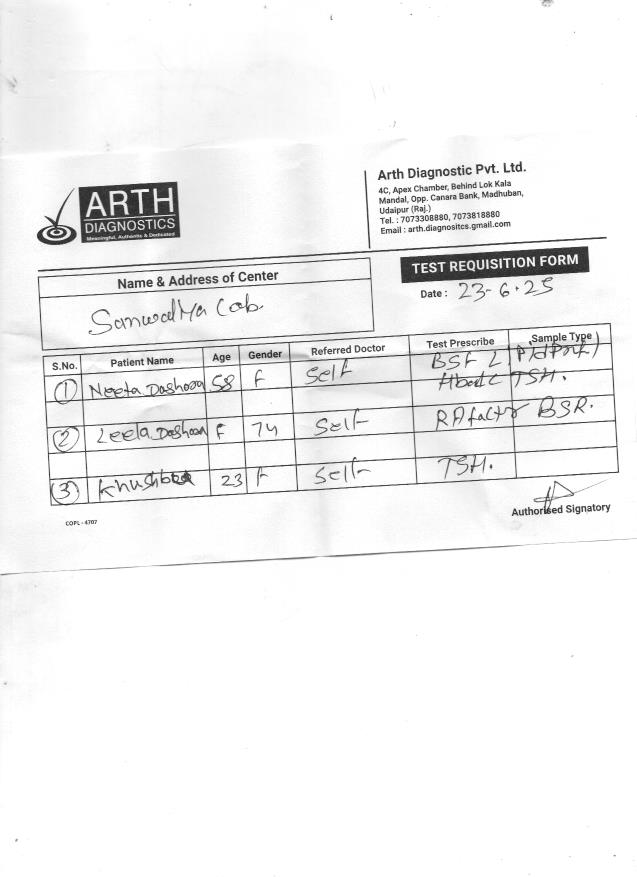 ARTH
DIAGNOSTICS
Meaningful, Authentic & Dedicated
Arth Diagnostic Pvt. Ltd.
4C, Apex Chamber, Behind Lok Kala
Mandal, Opp. Canara Bank, Madhuban,
Udaipur (Raj.)
Tel. : 7073308880, 7073818880
Email : arth.diagnositcs.gmail.com
Name & Address of Center
TEST REQUISITION FORM
Date : 23-6-25
Lab.
S.No. Patient Name Age Gender Referred Doctor Test Prescribe Sample Type
1 Neeta Dashora 58 F Self BSF
HbA1c TSH.
2 Leela Dashora F 74 Self RA factor BSR.
3 Khushboo 23 F Self TSH.
Authorised Signatory
COPL - 4707